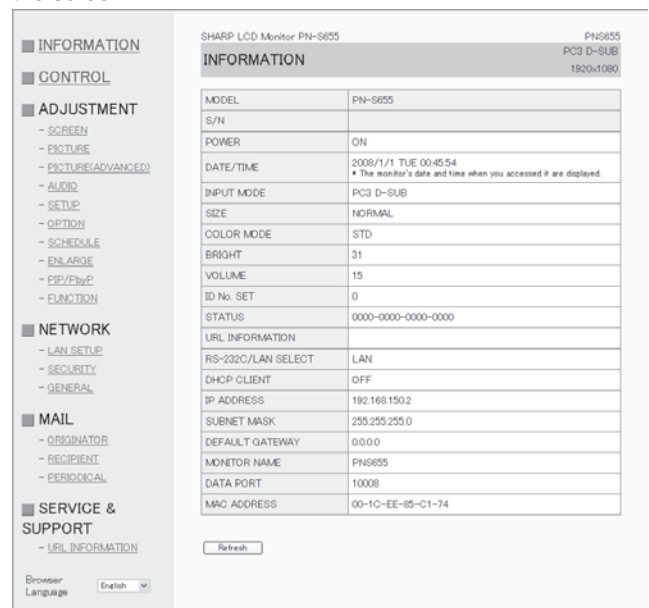 INFORMATION
CONTROL
ADJUSTMENT
- SCREEN
- PICTURE
- PICTURE(ADVANCED)
- AUDIO
- SETUP
- OPTION
- SCHEDULE
- ENLARGE
- PIP/PbyP
- FUNCTION
NETWORK
- LAN SETUP
- SECURITY
- GENERAL
MAIL
- ORIGINATOR
- RECIPIENT
- PERIODICAL
SERVICE &
SUPPORT
- URL INFORMATION
Browser
Language English
SHARP LCD Monitor PN-S655 PNS655
INFORMATION PC3 D-SUB
1920×1080
MODEL PN-S655
S/N
POWER ON
DATE/TIME 2008/1/1 TUE 00:45:54
* The monitor's date and time when you accessed it are displayed.
INPUT MODE PC3 D-SUB
SIZE NORMAL
COLOR MODE STD
BRIGHT 31
VOLUME 15
ID No. SET 0
STATUS 0000-0000-0000-0000
URL INFORMATION
RS-232C/LAN SELECT LAN
DHCP CLIENT OFF
IP ADDRESS 192.168.150.2
SUBNET MASK 255.255.255.0
DEFAULT GATEWAY 0.0.0.0
MONITOR NAME PNS655
DATA PORT 10008
MAC ADDRESS 00-1C-EE-85-C1-74
Refresh